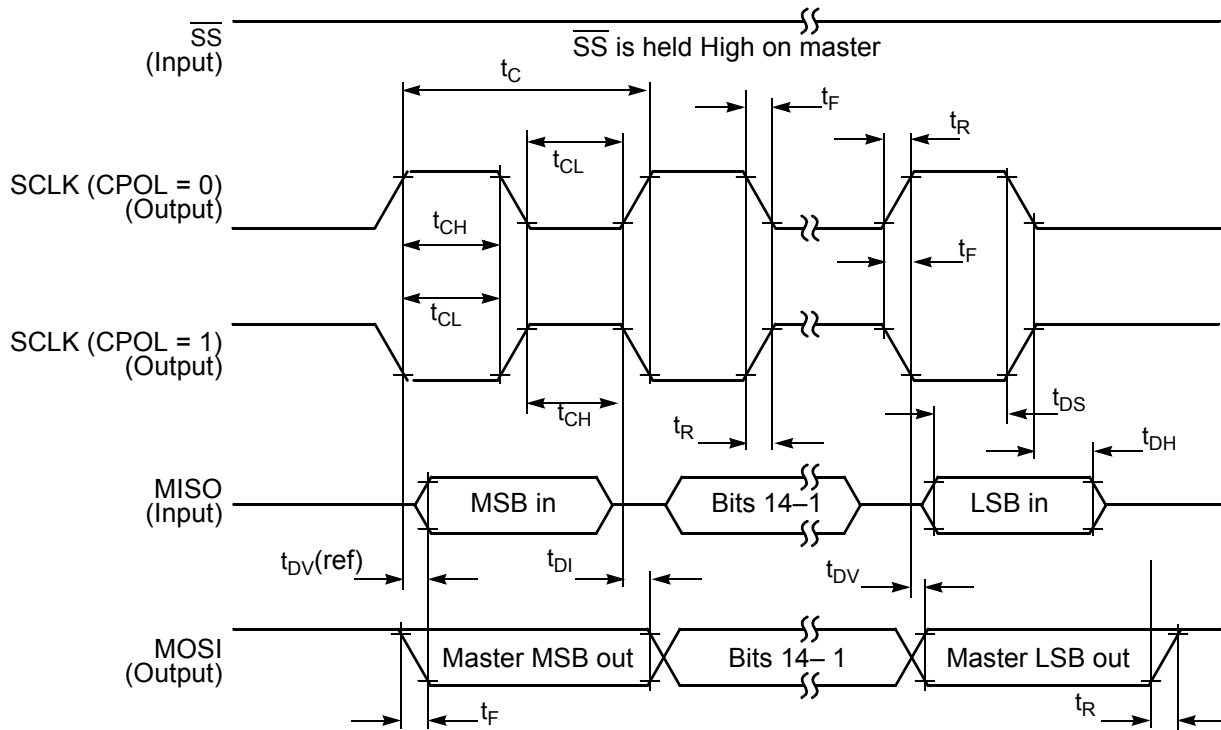 SS
(Input)
SS is held High on master
tC
tF
tR
tCL
SCLK (CPOL = 0)
(Output)
tCH
tF
tCL
SCLK (CPOL = 1)
(Output)
tCH
tDS
tR
tDH
MISO
(Input)
MSB in
Bits 14–1
LSB in
tDV(ref)
tDI
tDV
MOSI
(Output)
Master MSB out
Bits 14– 1
Master LSB out
tF
tR